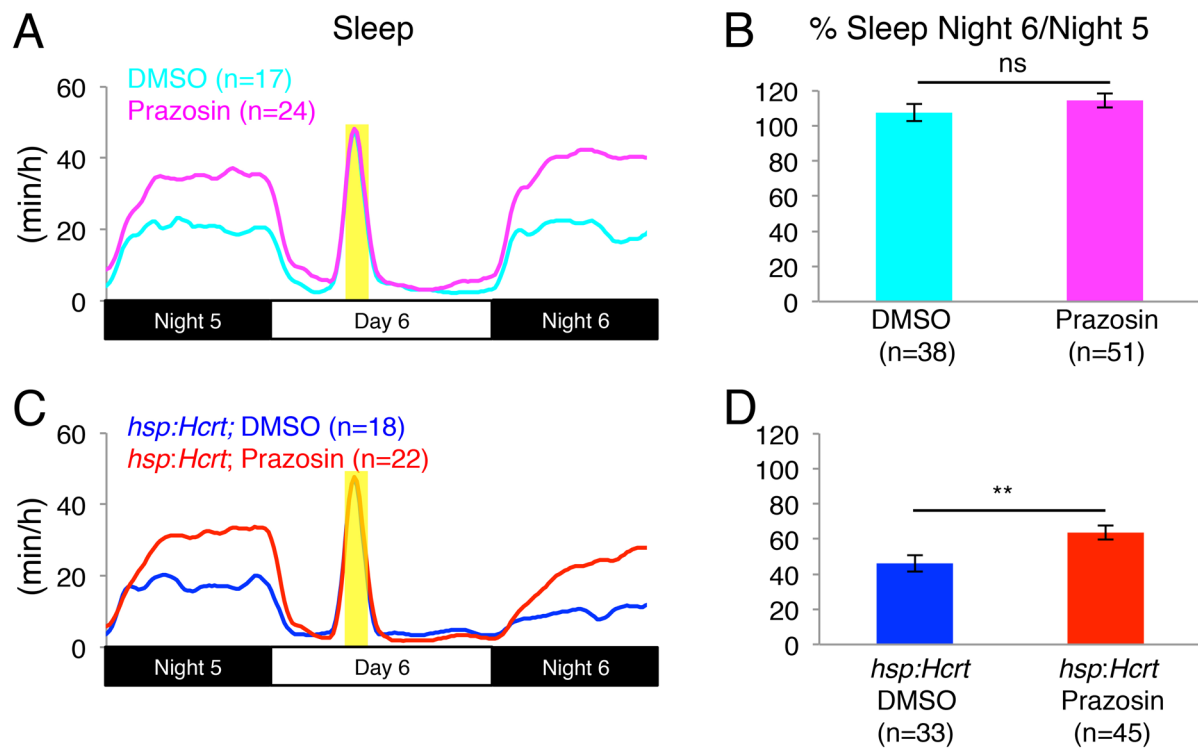 A
Sleep
DMSO (n=17)
Prazosin (n=24)
(min/h)
60
40
20
0
Night 5
Day 6
Night 6
B
% Sleep Night 6/Night 5
ns
120
100
80
60
40
20
0
DMSO
(n=38)
Prazosin
(n=51)
C
hsp:Hcrt; DMSO (n=18)
hsp:Hcrt, Prazosin (n=22)
(min/h)
60
40
20
0
Night 5
Day 6
Night 6
D
**
120
100
80
60
40
20
0
hsp:Hcrt
DMSO
(n=33)
hsp:Hcrt
Prazosin
(n=45)